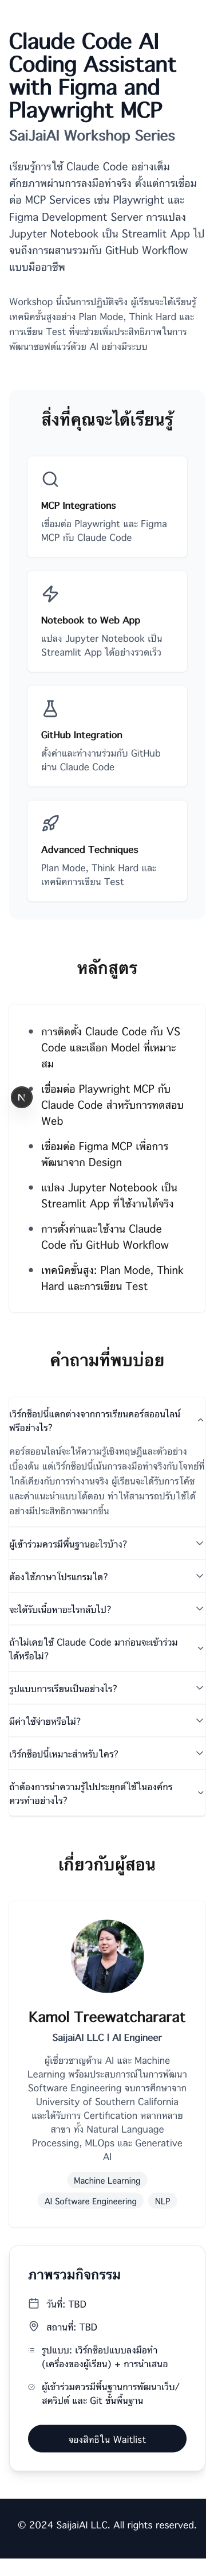 Claude Code AI
Coding Assistant
with Figma and
Playwright MCP
SaiJaiAI Workshop Series
เรียนรู้การใช้ Claude Code อย่างเต็ม
ศักยภาพผ่านการลงมือทำจริง ตั้งแต่การเชื่อม
ต่อ MCP Services เช่น Playwright และ
Figma Development Server การแปลง
Jupyter Notebook เป็น Streamlit App ไป
จนถึงการผสานรวมกับ GitHub Workflow
แบบมืออาชีพ
Workshop นี้เน้นการปฏิบัติจริง ผู้เรียนจะได้เรียนรู้
เทคนิคขั้นสูงอย่าง Plan Mode, Think Hard และ
การเขียน Test ที่จะช่วยเพิ่มประสิทธิภาพในการ
พัฒนาซอฟต์แวร์ด้วย AI อย่างมีระบบ
สิ่งที่คุณจะได้เรียนรู้
MCP Integrations
เชื่อมต่อ Playwright และ Figma
MCP กับ Claude Code
Notebook to Web App
แปลง Jupyter Notebook เป็น
Streamlit App ได้อย่างรวดเร็ว
GitHub Integration
ตั้งค่าและทำงานร่วมกับ GitHub
ผ่าน Claude Code
Advanced Techniques
Plan Mode, Think Hard และ
เทคนิคการเขียน Test
หลักสูตร
การติดตั้ง Claude Code กับ VS
Code และเลือก Model ที่เหมาะ
สม
เชื่อมต่อ Playwright MCP กับ
Claude Code สำหรับการทดสอบ
Web
เชื่อมต่อ Figma MCP เพื่อการ
พัฒนาจาก Design
แปลง Jupyter Notebook เป็น
Streamlit App ที่ใช้งานได้จริง
การตั้งค่าและใช้งาน Claude
Code กับ GitHub Workflow
เทคนิคขั้นสูง: Plan Mode, Think
Hard และการเขียน Test
N
คำถามที่พบบ่อย
เวิร์กช็อปนี้แตกต่างจากการเรียนคอร์สออนไลน์
ฟรีอย่างไร?
คอร์สออนไลน์จะให้ความรู้เชิงทฤษฎีและตัวอย่าง
เบื้องต้น แต่เวิร์กช็อปนี้เน้นการลงมือทำจริงกับโจทย์ที่
ใกล้เคียงกับการทำงานจริง ผู้เรียนจะได้รับการโค้ช
และคำแนะนำแบบโต้ตอบ ทำให้สามารถปรับใช้ได้
อย่างมีประสิทธิภาพมากขึ้น
ผู้เข้าร่วมควรมีพื้นฐานอะไรบ้าง?
ต้องใช้ภาษาโปรแกรมใด?
จะได้รับเนื้อหาอะไรกลับไป?
ถ้าไม่เคยใช้ Claude Code มาก่อนจะเข้าร่วม
ได้หรือไม่?
รูปแบบการเรียนเป็นอย่างไร?
มีค่าใช้จ่ายหรือไม่?
เวิร์กช็อปนี้เหมาะสำหรับใคร?
ถ้าต้องการนำความรู้ไปประยุกต์ใช้ในองค์กร
ควรทำอย่างไร?
เกี่ยวกับผู้สอน
Kamol Treewatchararat
SaijaiAI LLC | AI Engineer
ผู้เชี่ยวชาญด้าน AI และ Machine
Learning พร้อมประสบการณ์ในการพัฒนา
Software Engineering จบการศึกษาจาก
University of Southern California
และได้รับการ Certification หลากหลาย
สาขา ทั้ง Natural Language
Processing, MLOps และ Generative
AI
Machine Learning
AI Software Engineering NLP
ภาพรวมกิจกรรม
วันที่: TBD
สถานที่: TBD
รูปแบบ: เวิร์กช็อปแบบลงมือทำ
(เครื่องของผู้เรียน) + การนำเสนอ
ผู้เข้าร่วมควรมีพื้นฐานการพัฒนาเว็บ/
สคริปต์ และ Git ขั้นพื้นฐาน
จองสิทธิ์ใน Waitlist
© 2024 SaijaiAI LLC. All rights reserved.